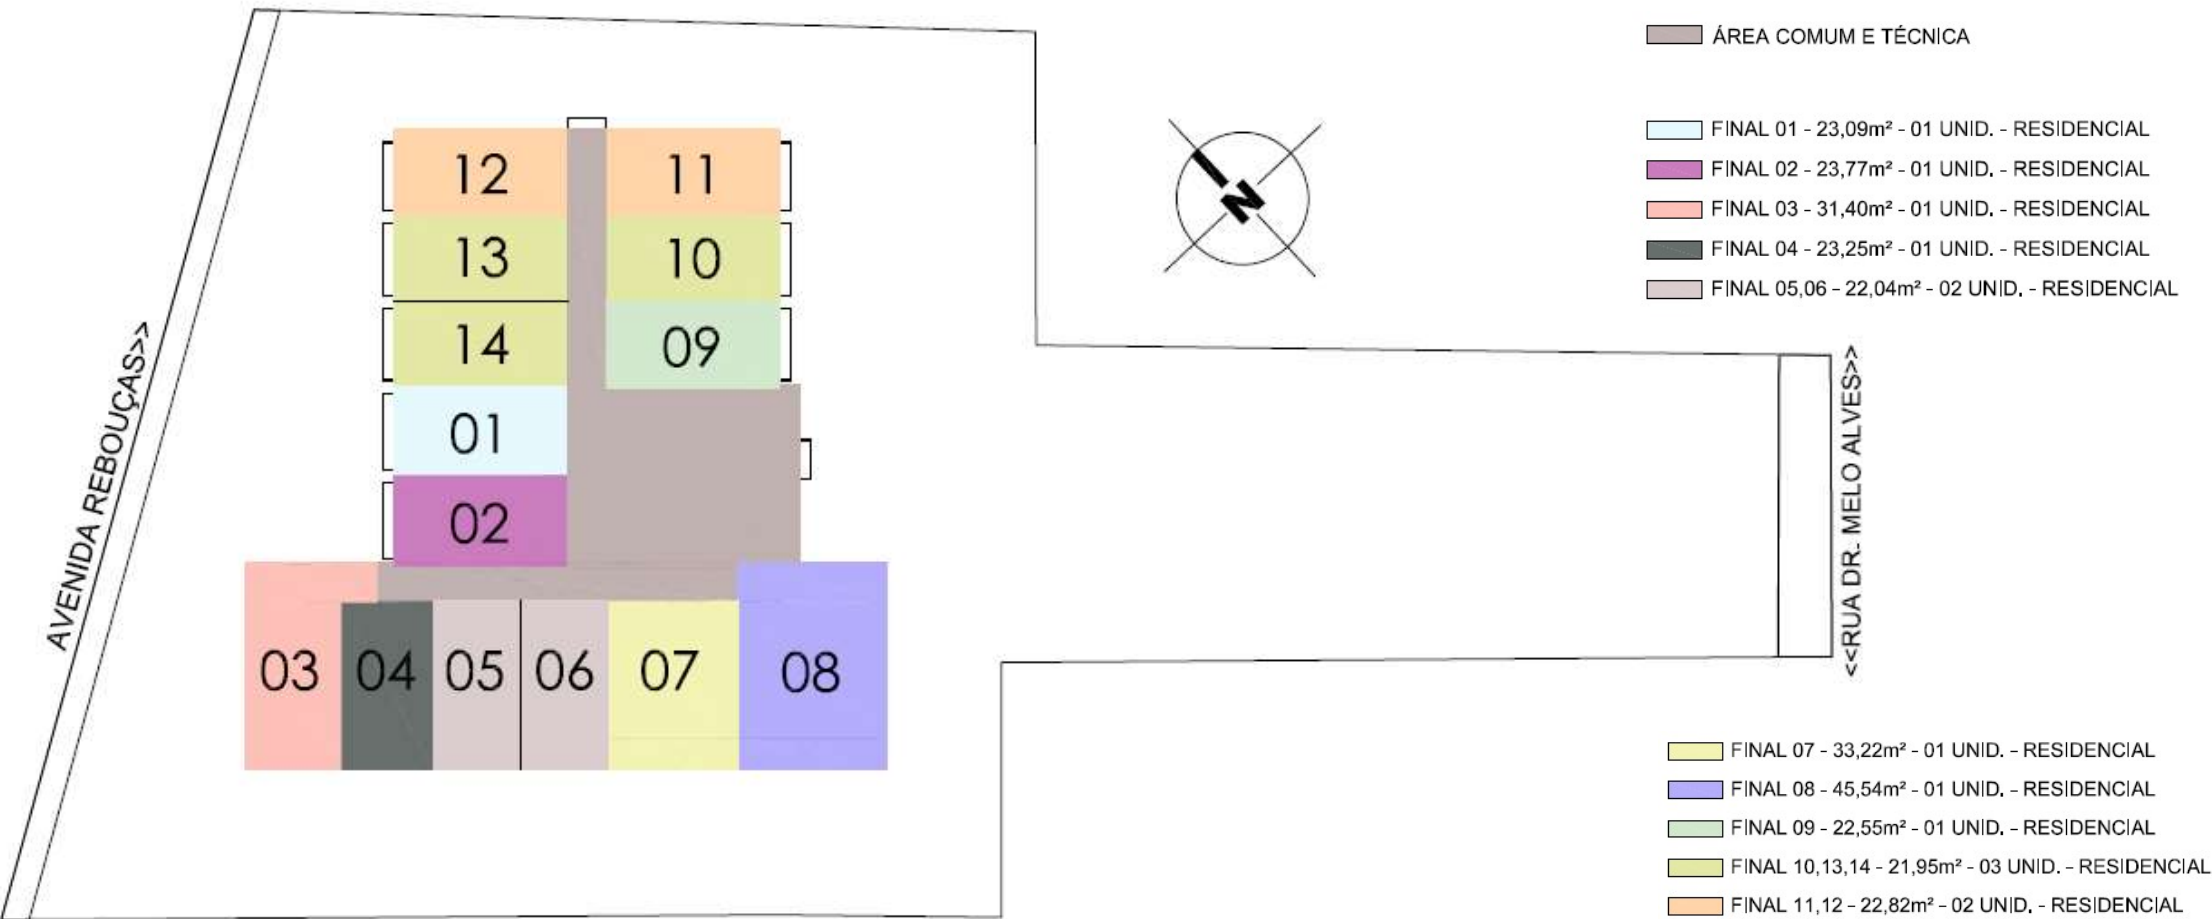 ÁREA COMUM E TÉCNICA
FINAL 01 - 23,09m² - 01 UNID. - RESIDENCIAL
FINAL 02 - 23,77m² - 01 UNID. - RESIDENCIAL
FINAL 03 - 31,40m² - 01 UNID. - RESIDENCIAL
FINAL 04 - 23,25m² - 01 UNID. - RESIDENCIAL
FINAL 05,06 - 22,04m² - 02 UNID. - RESIDENCIAL
12 11
13 10
14 09
01
02
03 04 05 06 07 08
N
AVENIDA REBOUÇAS>>
<<RUA DR. MELO ALVES>>
FINAL 07 - 33,22m² - 01 UNID. - RESIDENCIAL
FINAL 08 - 45,54m² - 01 UNID. - RESIDENCIAL
FINAL 09 - 22,55m² - 01 UNID. - RESIDENCIAL
FINAL 10,13,14 - 21,95m² - 03 UNID. - RESIDENCIAL
FINAL 11,12 - 22,82m² - 02 UNID. - RESIDENCIAL